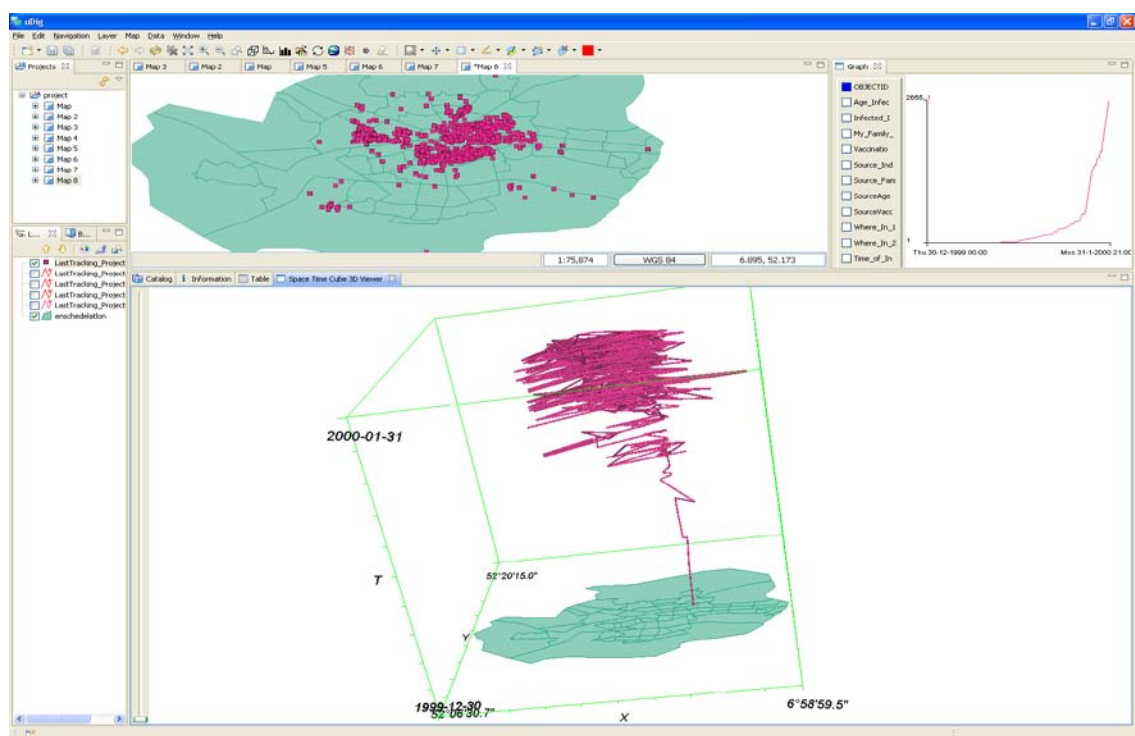 uDig
File Edit Navigation Layer Map Data Window Help
Projects
Map 3 Map 2 Map Map 5 Map 6 Map 7 *Map 8
Graph
project
Map
Map 2
Map 3
Map 4
Map 5
Map 6
Map 7
Map 8
OBJECTID
Age_Infec
Infected_I
My_Family_
Vaccinatio
Source_Ind
Source_Fam
SourceAge
SourceVacc
Where_In_1
Where_In_2
Time_of_In
2665
1
Thu 30-12-1999 00:00 Mon 31-1-2000 21:00
L... B...
LastTracking_Project
LastTracking_Project
LastTracking_Project
LastTracking_Project
LastTracking_Project
enschedelatlon
1:75,874 WGS 84 6.895, 52.173
Catalog Information Table Space Time Cube 3D Viewer
2000-01-31
T
52°20'15.0"
Y
1999-12-30
52°06'30.7"
X
6°58'59.5"